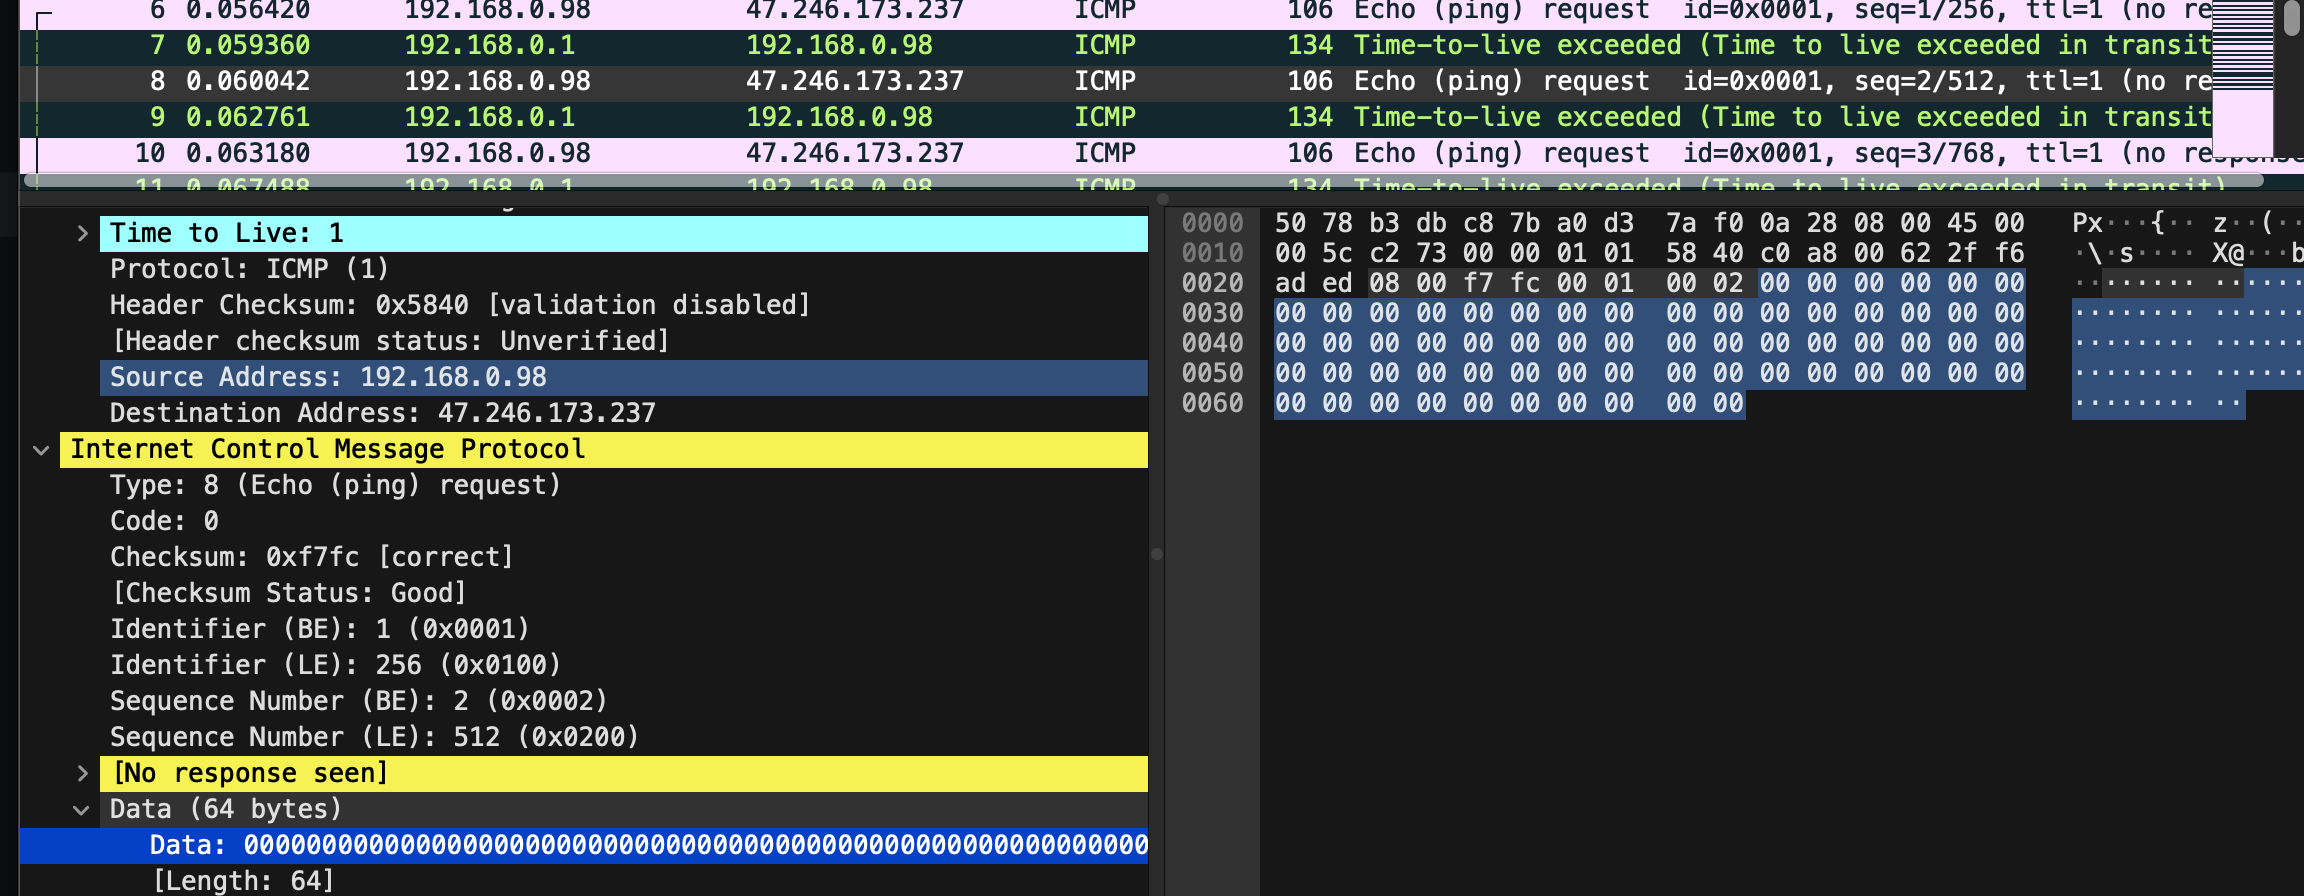 6 0.056420 192.168.0.98 47.246.173.237 ICMP 106 Echo (ping) request id=0x0001, seq=1/256, ttl=1 (no re
7 0.059360 192.168.0.1 192.168.0.98 ICMP 134 Time-to-live exceeded (Time to live exceeded in transit
8 0.060042 192.168.0.98 47.246.173.237 ICMP 106 Echo (ping) request id=0x0001, seq=2/512, ttl=1 (no re
9 0.062761 192.168.0.1 192.168.0.98 ICMP 134 Time-to-live exceeded (Time to live exceeded in transit
10 0.063180 192.168.0.98 47.246.173.237 ICMP 106 Echo (ping) request id=0x0001, seq=3/768, ttl=1 (no response
11 0.067488 192.168.0.1 192.168.0.98 ICMP 134 Time-to-live exceeded (Time to live exceeded in transit)
Time to Live: 1
Protocol: ICMP (1)
Header Checksum: 0x5840 [validation disabled]
[Header checksum status: Unverified]
Source Address: 192.168.0.98
Destination Address: 47.246.173.237
Internet Control Message Protocol
Type: 8 (Echo (ping) request)
Code: 0
Checksum: 0xf7fc [correct]
[Checksum Status: Good]
Identifier (BE): 1 (0x0001)
Identifier (LE): 256 (0x0100)
Sequence Number (BE): 2 (0x0002)
Sequence Number (LE): 512 (0x0200)
[No response seen]
Data (64 bytes)
Data: 0000000000000000000000000000000000000000000000000000000000
[Length: 64]
0000 50 78 b3 db c8 7b a0 d3 7a f0 0a 28 08 00 45 00 Px···{·· z··(··
0010 00 5c c2 73 00 00 01 01 58 40 c0 a8 00 62 2f f6 ·\·s···· X@···b
0020 ad ed 08 00 f7 fc 00 01 00 02 00 00 00 00 00 00 ········ ······
0030 00 00 00 00 00 00 00 00 00 00 00 00 00 00 00 00 ········ ······
0040 00 00 00 00 00 00 00 00 00 00 00 00 00 00 00 00 ········ ······
0050 00 00 00 00 00 00 00 00 00 00 00 00 00 00 00 00 ········ ······
0060 00 00 00 00 00 00 00 00 00 00 ········ ··